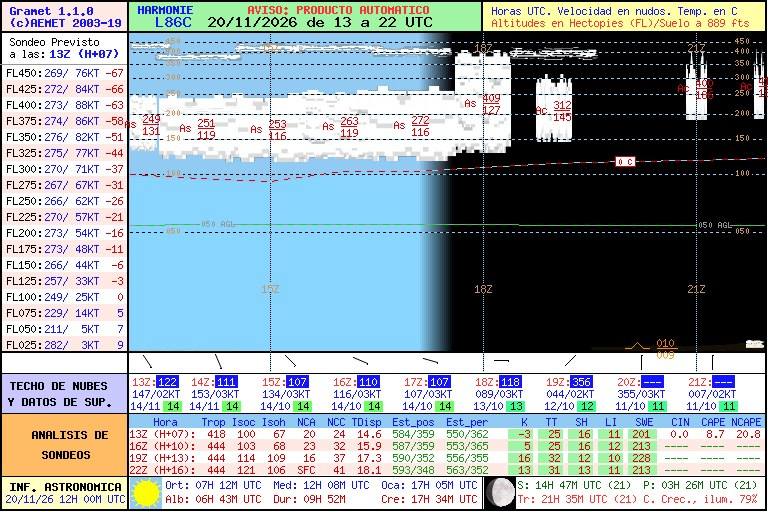 Gramet 1.1.0
(c)AEMET 2003-19
HARMONIE
L86C
AVISO: PRODUCTO AUTOMATICO
20/11/2026 de 13 a 22 UTC
Horas UTC. Velocidad en nudos. Temp. en C
Altitudes en Hectopies (FL)/Suelo a 889 fts
Sondeo Previsto
a las: 13Z (H+07)
FL450: 269/ 76KT -67
FL425: 272/ 84KT -66
FL400: 273/ 88KT -63
FL375: 274/ 86KT -58
FL350: 276/ 82KT -51
FL325: 275/ 77KT -44
FL300: 270/ 71KT -37
FL275: 267/ 67KT -31
FL250: 266/ 62KT -26
FL225: 270/ 57KT -21
FL200: 273/ 54KT -16
FL175: 273/ 48KT -11
FL150: 266/ 44KT -6
FL125: 257/ 33KT -3
FL100: 249/ 25KT 0
FL075: 229/ 14KT 5
FL050: 211/ 5KT 7
FL025: 282/ 3KT 9
450
400
350
300
250
200
150
100
050
As 249
131
As 251
119
As 253
116
As 263
119
As 272
116
As 409
127
Ac 312
145
Ac
0 C
050 AGL
050 AGL
15Z
18Z
21Z
010
009
TECHO DE NUBES
Y DATOS DE SUP.
13Z: 122 14Z: 111 15Z: 107 16Z: 110 17Z: 107 18Z: 118 19Z: 356 20Z: --- 21Z: ---
147/02KT 155/02KT 134/03KT 116/03KT 104/02KT 089/03KT 044/02KT 355/03KT 007/02KT
14/11 14 14/11 14 14/11 14 14/10 14 14/10 14 13/10 13 12/10 12 11/10 11 11/10 11
ANALISIS DE
SONDEOS
Hora Trop Isoc Isoh NCA NCC TDisp Est_pos Est_per K TT SH LI SWE CIN CAPE NCAPE
13Z (H+07): 418 100 67 20 24 14.6 584/359 550/362 -3 25 16 11 201 0.0 8.7 20.8
16Z (H+10): 444 103 68 23 32 15.9 587/365 553/365 5 25 16 12 213 ---- ---- ----
19Z (H+13): 444 114 109 16 37 17.3 590/352 556/355 16 32 12 10 228 ---- ---- ----
22Z (H+16): 444 121 106 SFC 41 18.1 593/348 563/352 13 31 13 11 213 ---- ---- ----
INF. ASTRONOMICA
20/11/26 12H 00M UTC
Ort: 07H 12M UTC Med: 12H 08M UTC Oca: 17H 05M UTC
Alb: 06H 43M UTC Dur: 09H 52M Cre: 17H 34M UTC
S: 14H 47M UTC (21) P: 03H 26M UTC (21)
Tr: 21H 35M UTC (21) C. Crec., ilum. 79%